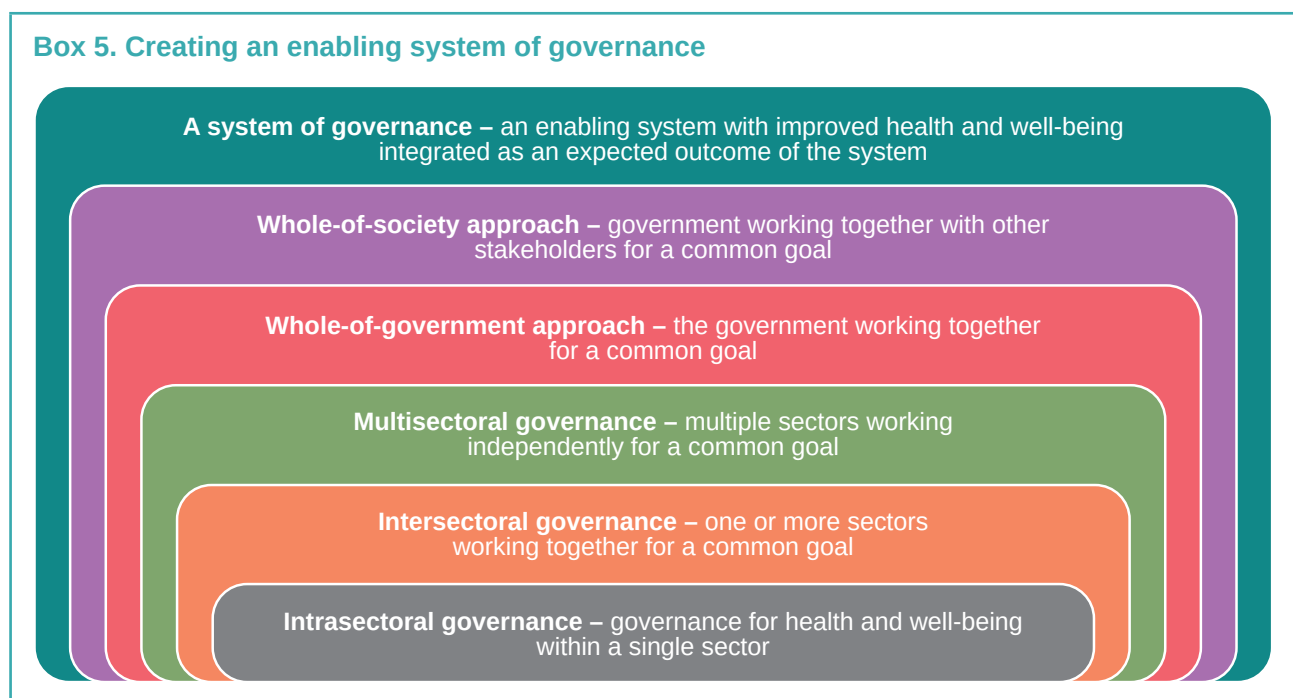 Box 5. Creating an enabling system of governance
A system of governance – an enabling system with improved health and well-being
integrated as an expected outcome of the system
Whole-of-society approach – government working together with other
stakeholders for a common goal
Whole-of-government approach – the government working together
for a common goal
Multisectoral governance – multiple sectors working
independently for a common goal
Intersectoral governance – one or more sectors
working together for a common goal
Intrasectoral governance – governance for health and well-being
within a single sector